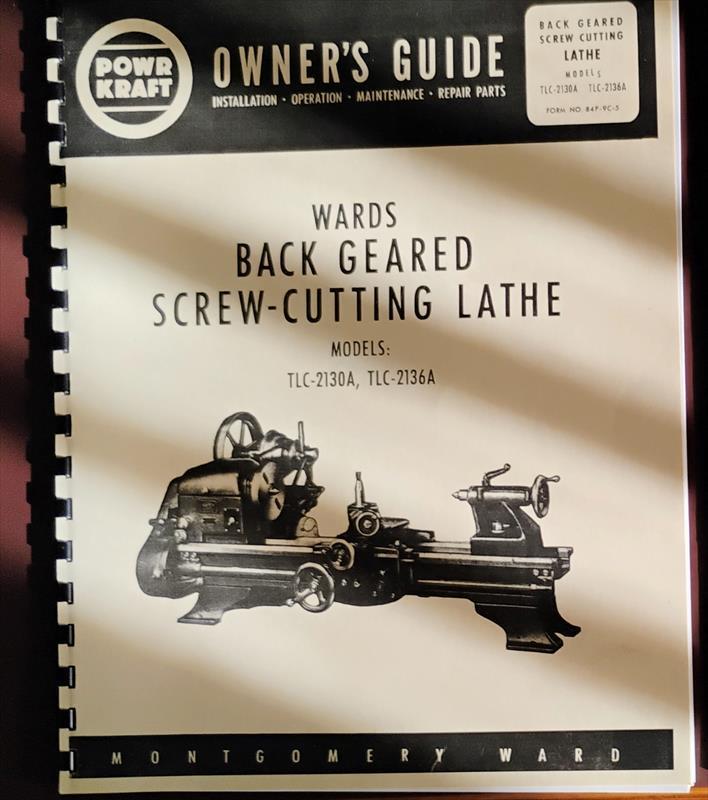 POWR
KRAFT
OWNER'S GUIDE
INSTALLATION · OPERATION · MAINTENANCE · REPAIR PARTS
BACK GEARED
SCREW CUTTING
LATHE
MODELS
TLC-2130A TLC-2136A
FORM NO. 84P-9C-5
WARDS
BACK GEARED
SCREW-CUTTING LATHE
MODELS:
TLC-2130A, TLC-2136A
MONTGOMERY WARD